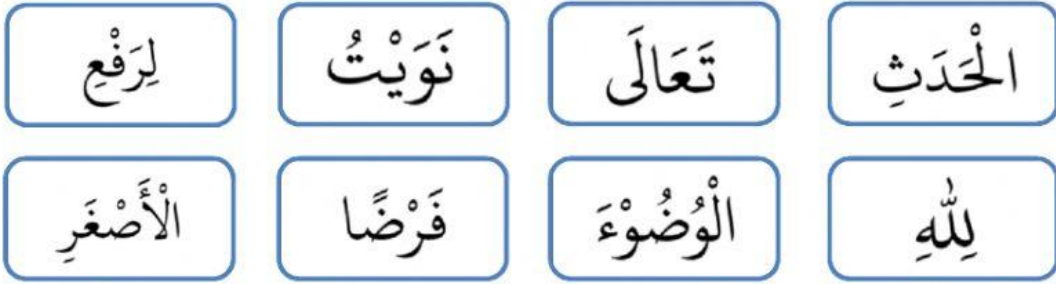 الْحَدَثِ تَعَالَى نَوَيْتُ لِرَفْعِ
لِلّٰهِ الْوُضُوْءَ فَرْضًا الْأَصْغَرِ